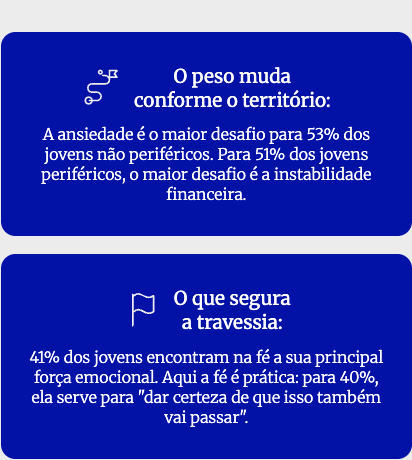 O peso muda
conforme o território:
A ansiedade é o maior desafio para 53% dos
jovens não periféricos. Para 51% dos jovens
periféricos, o maior desafio é a instabilidade
financeira.
O que segura
a travessia:
41% dos jovens encontram na fé a sua principal
força emocional. Aqui a fé é prática: para 40%,
ela serve para "dar certeza de que isso também
vai passar".